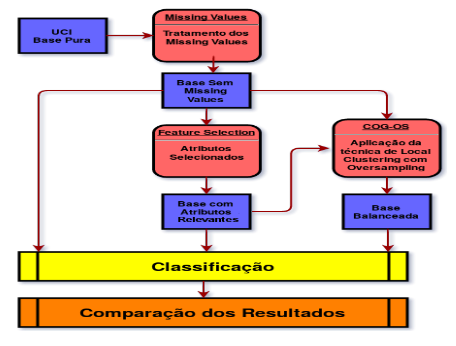 Missing Values
UCI
Base Pura
Tratamento dos
Missing Values
Base Sem
Missing
Values
Feature Selection
Atributos
Selecionados
COG-OS
Aplicação da
técnica de Local
Clustering com
Oversampling
Base com
Atributos
Relevantes
Base
Balanceada
Classificação
Comparação dos Resultados